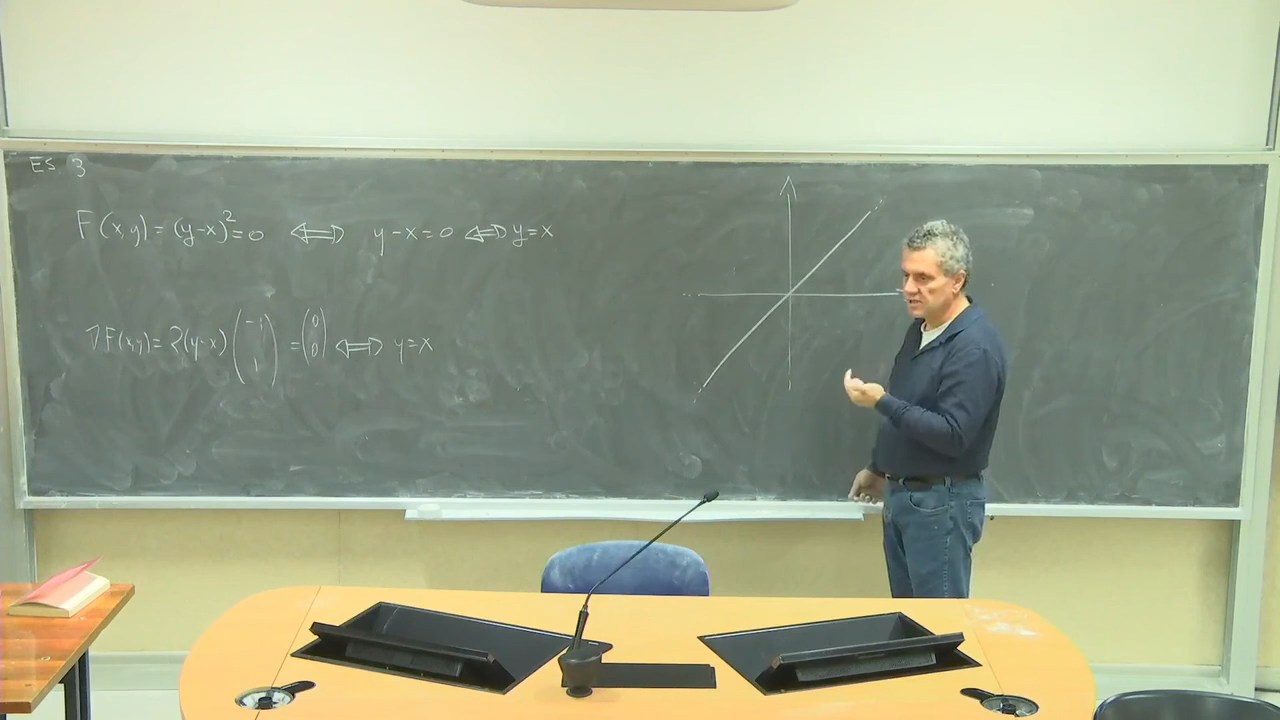 ES 3
F(x,y) = (y-x)² = 0 ⟺ y-x=0 ⟺ y=x
∇F(x,y) = 2(y-x) (-1 1) = (0 0) ⟺ y=x